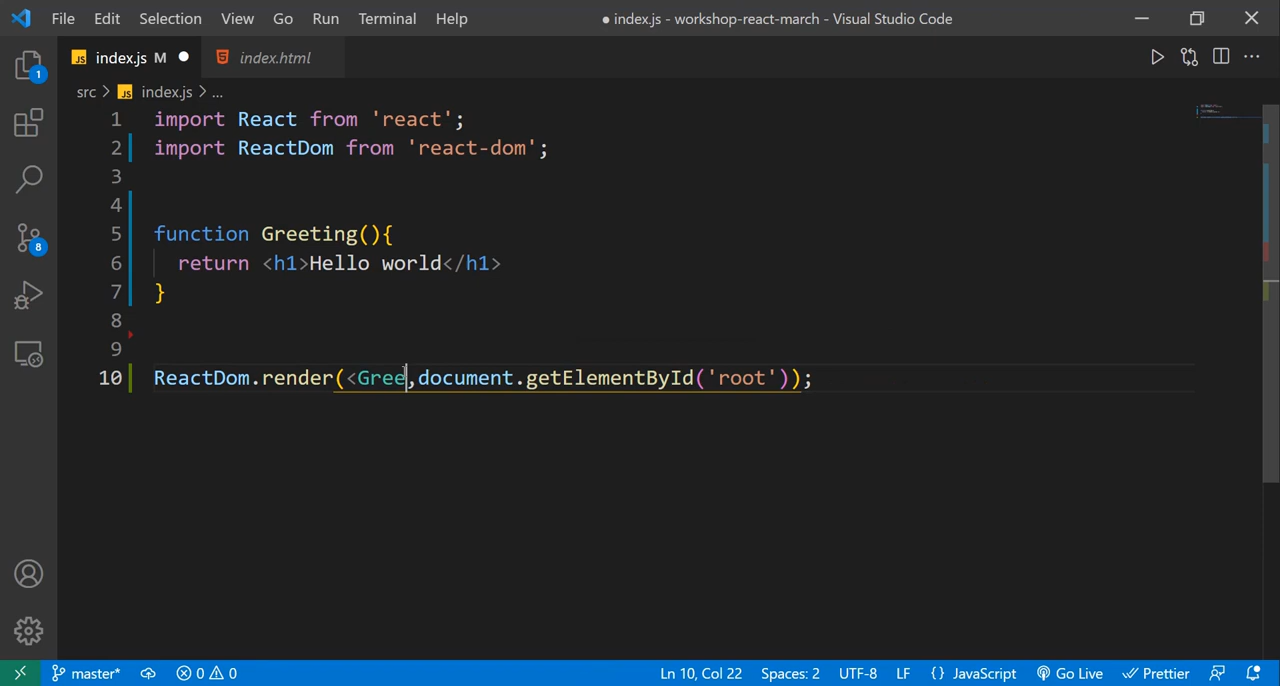 File Edit Selection View Go Run Terminal Help ● index.js - workshop-react-march - Visual Studio Code
JS index.js M ● index.html
src > JS index.js > ...
1 import React from 'react';
2 import ReactDom from 'react-dom';
3
4
5 function Greeting(){
6 return <h1>Hello world</h1>
7 }
8
9
10 ReactDom.render(<Gree,document.getElementById('root'));
1
8
master* 0 0 Ln 10, Col 22 Spaces: 2 UTF-8 LF {} JavaScript Go Live Prettier